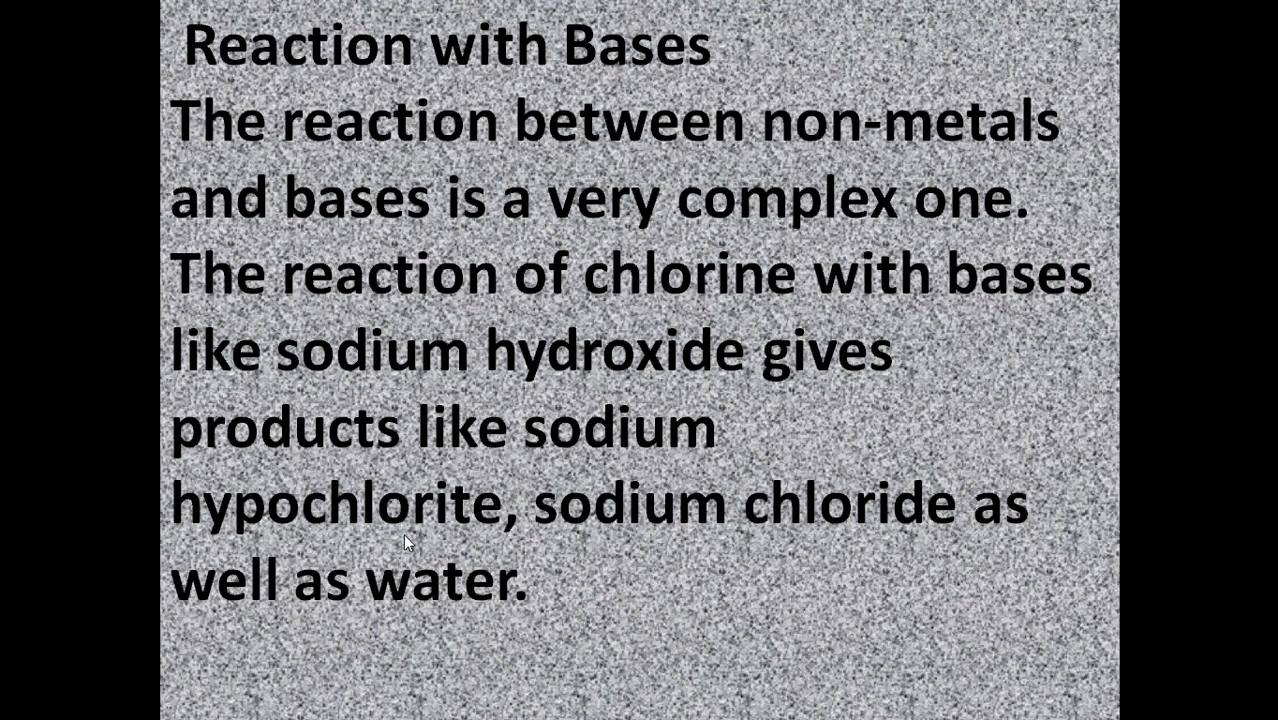 Reaction with Bases
The reaction between non-metals
and bases is a very complex one.
The reaction of chlorine with bases
like sodium hydroxide gives
products like sodium
hypochlorite, sodium chloride as
well as water.